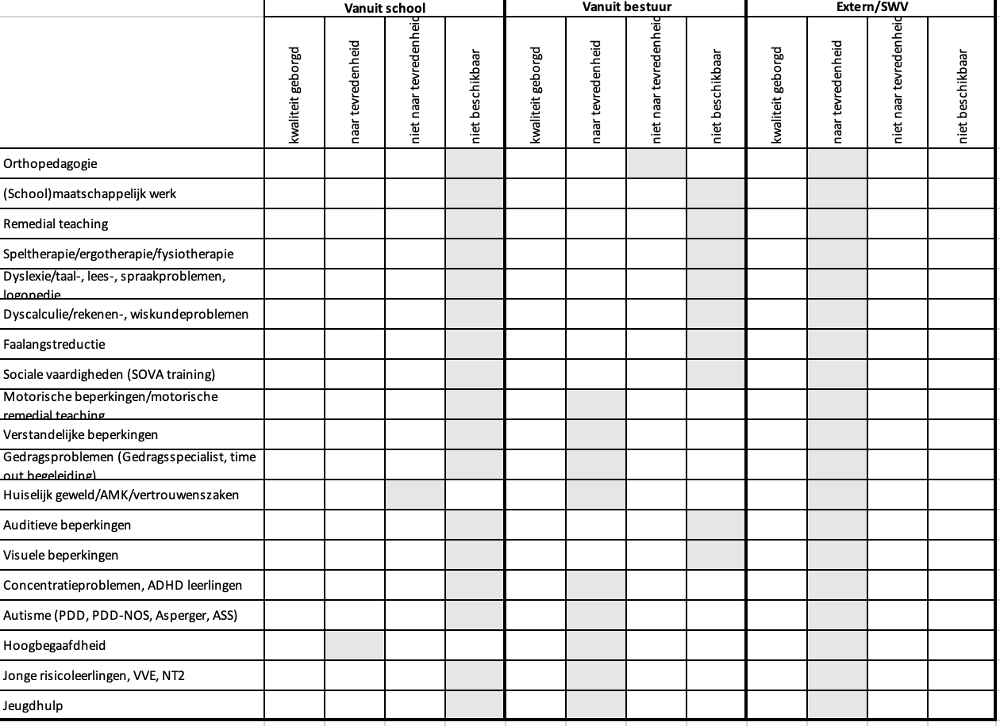 Vanuit school Vanuit bestuur Extern/SWV
kwaliteit geborgd naar tevredenheid niet naar tevredenheid niet beschikbaar kwaliteit geborgd naar tevredenheid niet naar tevredenheid niet beschikbaar kwaliteit geborgd naar tevredenheid niet naar tevredenheid niet beschikbaar
Orthopedagogie
(School)maatschappelijk werk
Remedial teaching
Speltherapie/ergotherapie/fysiotherapie
Dyslexie/taal-, lees-, spraakproblemen,
logopedie
Dyscalculie/rekenen-, wiskundeproblemen
Faalangstreductie
Sociale vaardigheden (SOVA training)
Motorische beperkingen/motorische
remedial teaching
Verstandelijke beperkingen
Gedragsproblemen (Gedragsspecialist, time
out begeleiding)
Huiselijk geweld/AMK/vertrouwenszaken
Auditieve beperkingen
Visuele beperkingen
Concentratieproblemen, ADHD leerlingen
Autisme (PDD, PDD-NOS, Asperger, ASS)
Hoogbegaafdheid
Jonge risicoleerlingen, VVE, NT2
Jeugdhulp